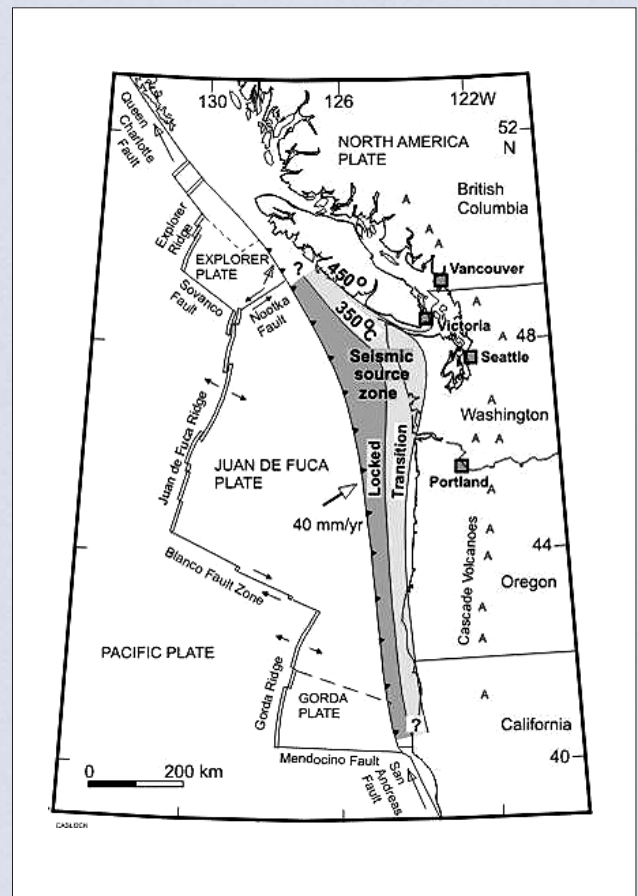 130
126
122W
52
N
Queen
Charlotte
Fault
NORTH AMERICA
PLATE
British
Columbia
A
A
A
A
Explorer
Ridge
EXPLORER
PLATE
?
450°
Vancouver
Sovanco
Fault
Nootka
Fault
350°C
A
Victoria
48
A
Seismic
source
zone
Seattle
A
Washington
A A
Juan de Fuca Ridge
JUAN DE FUCA
PLATE
Locked
Transition
Portland
A
40 mm/yr
Cascade Volcanoes
A
A
44
Blanco Fault Zone
Oregon
A
A
PACIFIC PLATE
Gorda Ridge
GORDA
PLATE
A
?
California
Mendocino Fault
40
0 200 km
San
Andreas
Fault
CASLOCK